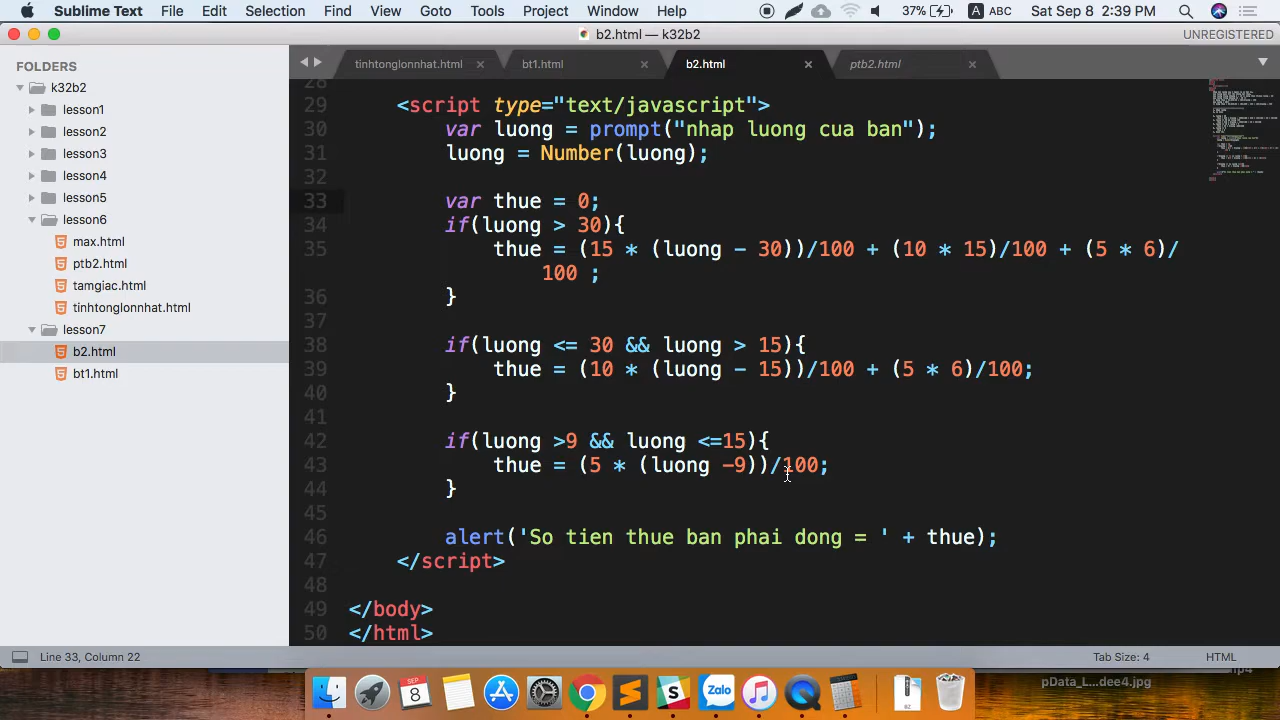 Sublime Text File Edit Selection Find View Goto Tools Project Window Help 37% A ABC Sat Sep 8 2:39 PM
b2.html — k32b2 UNREGISTERED
FOLDERS
k32b2
lesson1
lesson2
lesson3
lesson4
lesson5
lesson6
max.html
ptb2.html
tamgiac.html
tinhtonglonnhat.html
lesson7
b2.html
bt1.html
tinhtonglonnhat.html bt1.html b2.html ptb2.html
28
29 <script type="text/javascript">
30 var luong = prompt("nhap luong cua ban");
31 luong = Number(luong);
32
33 var thue = 0;
34 if(luong > 30){
35 thue = (15 * (luong - 30))/100 + (10 * 15)/100 + (5 * 6)/
100 ;
36 }
37
38 if(luong <= 30 && luong > 15){
39 thue = (10 * (luong - 15))/100 + (5 * 6)/100;
40 }
41
42 if(luong >9 && luong <=15){
43 thue = (5 * (luong -9))/100;
44 }
45
46 alert('So tien thue ban phai dong = ' + thue);
47 </script>
48
49 </body>
50 </html>
Line 33, Column 22 Tab Size: 4 HTML
SEP
8
Zalo
pData_L...dee4.jpg